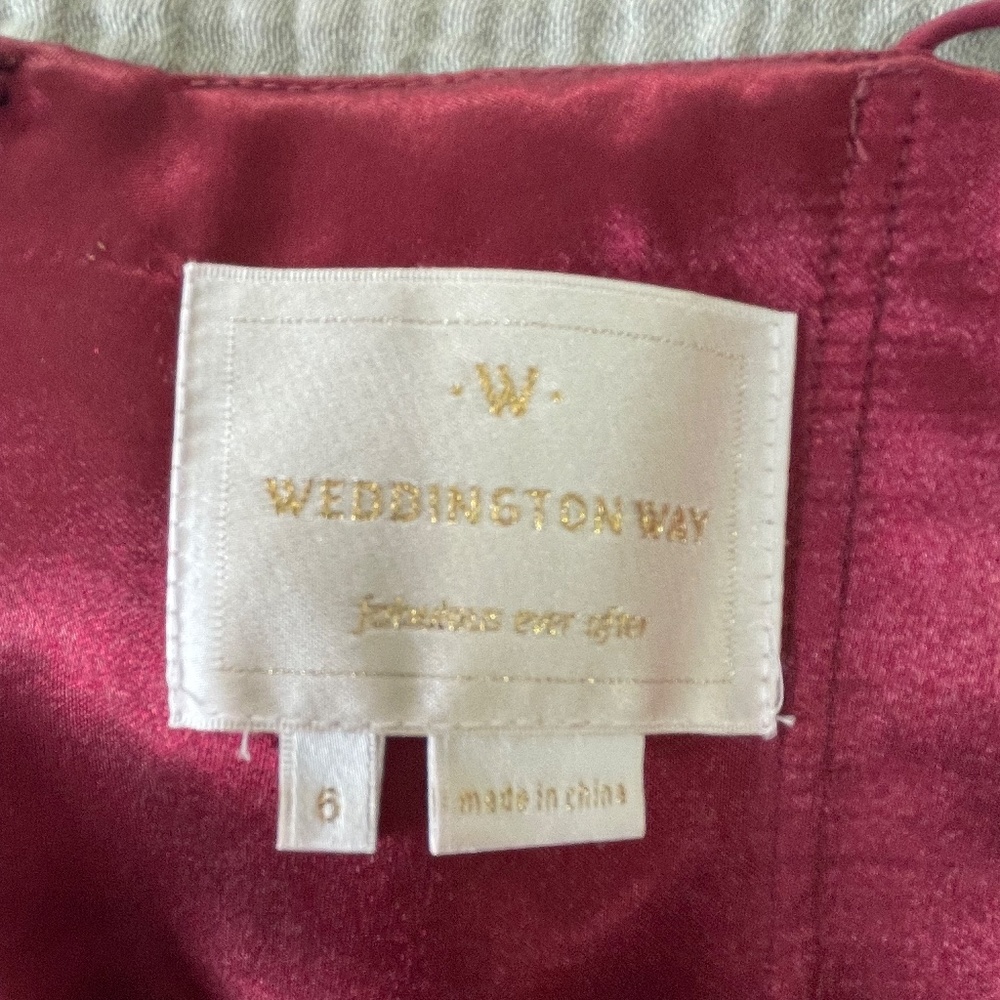 · W ·
WEDDINGTON WAY
fabulous ever after
6
made in china